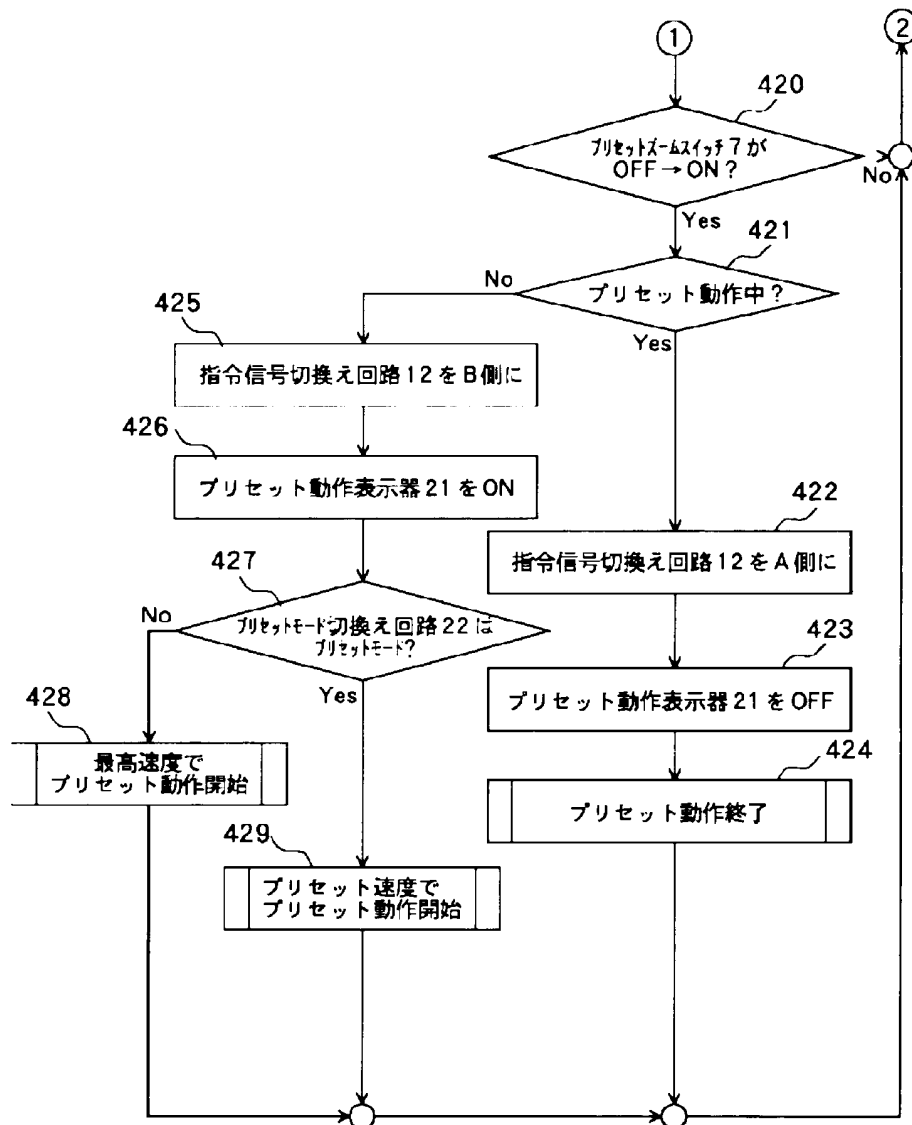 1
2
420
プリセットズームスイッチ7が
OFF→ON?
No
Yes
421
プリセット動作中?
No
Yes
425
指令信号切換え回路12をB側に
426
プリセット動作表示器21をON
422
指令信号切換え回路12をA側に
427
プリセットモード切換え回路22は
プリセットモード?
No
Yes
423
プリセット動作表示器21をOFF
428
最高速度で
プリセット動作開始
424
プリセット動作終了
429
プリセット速度で
プリセット動作開始